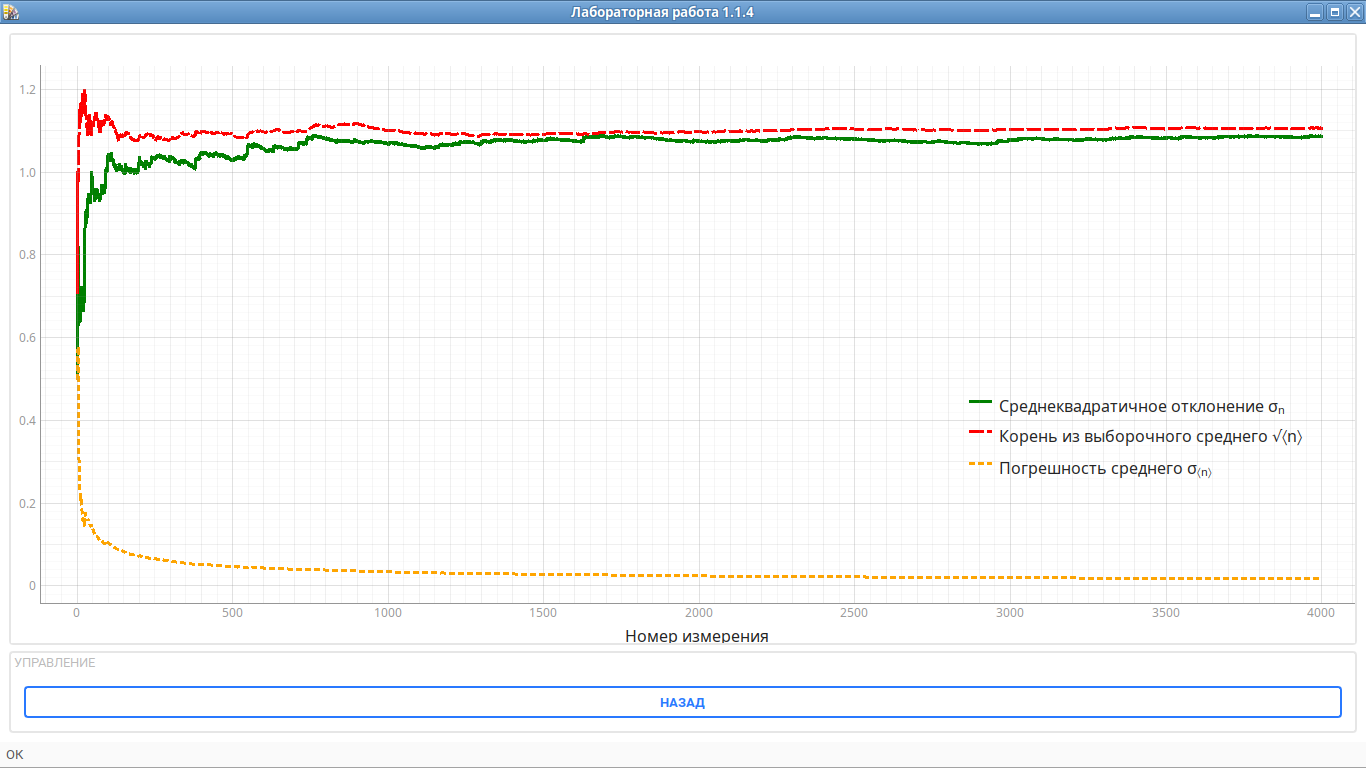 Лабораторная работа 1.1.4
1.2
1.0
0.8
0.6
0.4
0.2
0
Среднеквадратичное отклонение σₙ
Корень из выборочного среднего √⟨n⟩
Погрешность среднего σ₍ₙ₎
0 500 1000 1500 2000 2500 3000 3500 4000
Номер измерения
УПРАВЛЕНИЕ
НАЗАД
ОК